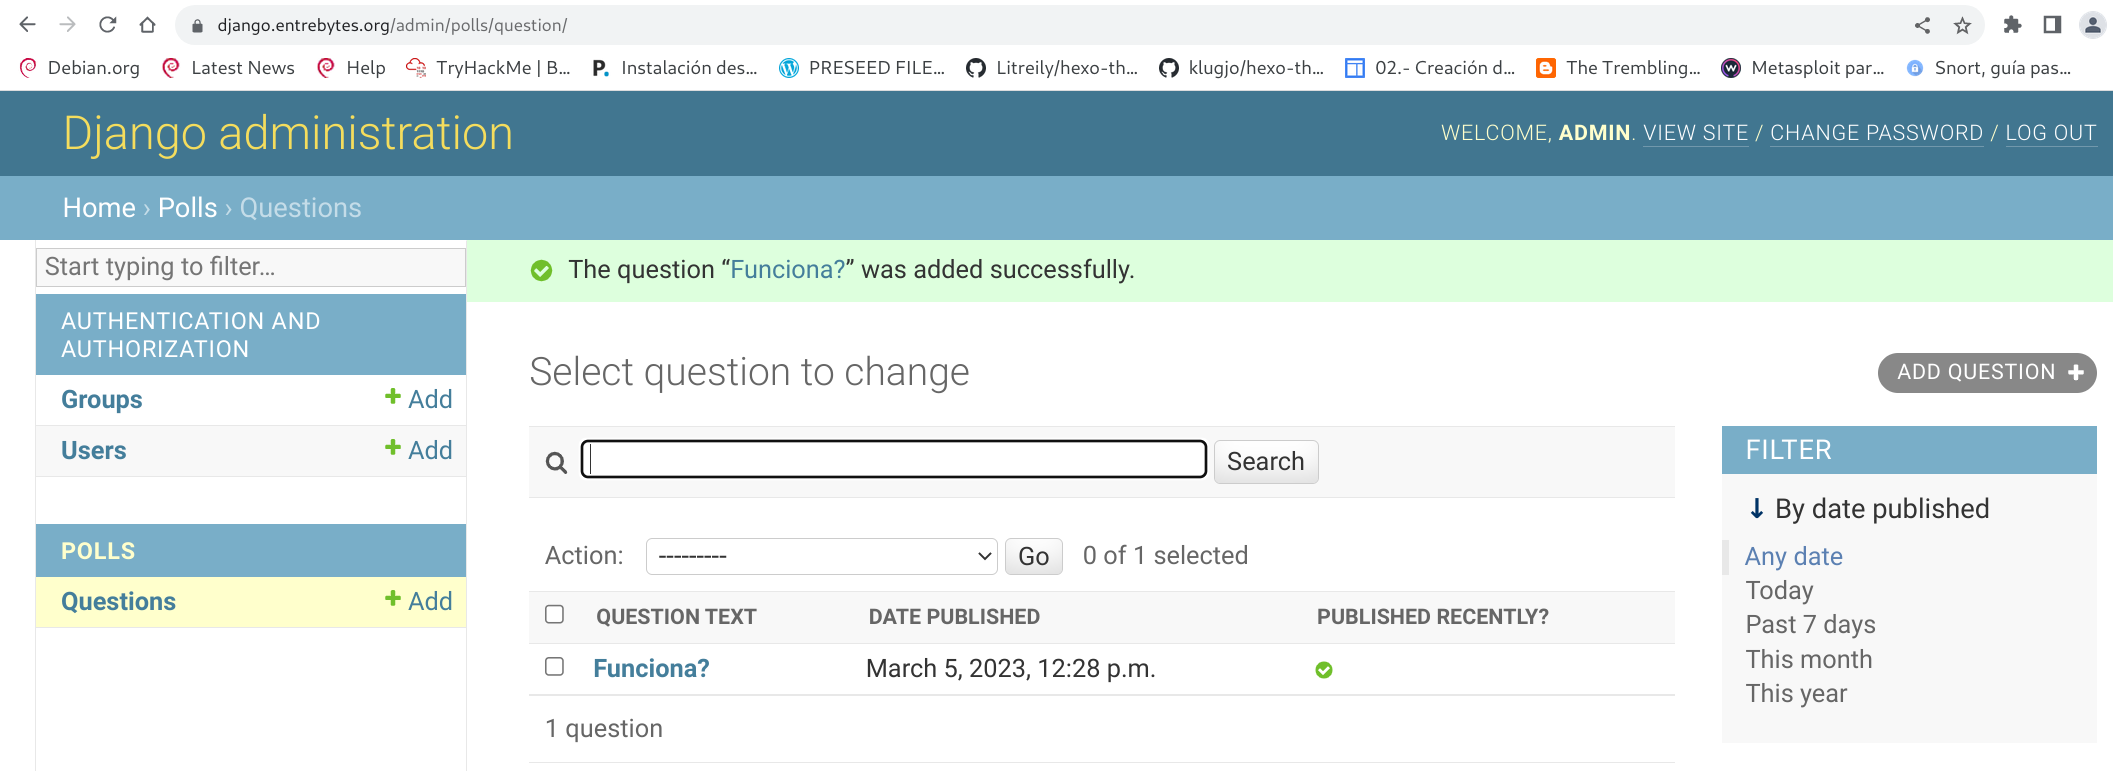 django.entrebytes.org/admin/polls/question/
Debian.org Latest News Help TryHackMe | B... Instalación des... PRESEED FILE... Litreily/hexo-th... klugjo/hexo-th... 02.- Creación d... The Trembling... Metasploit par... Snort, guía pas...
Django administration
WELCOME, ADMIN. VIEW SITE / CHANGE PASSWORD / LOG OUT
Home › Polls › Questions
Start typing to filter...
AUTHENTICATION AND
AUTHORIZATION
Groups + Add
Users + Add
POLLS
Questions + Add
The question “Funciona?” was added successfully.
Select question to change
ADD QUESTION +
Search
Action: --------- Go 0 of 1 selected
QUESTION TEXT DATE PUBLISHED PUBLISHED RECENTLY?
Funciona? March 5, 2023, 12:28 p.m.
1 question
FILTER
↓ By date published
Any date
Today
Past 7 days
This month
This year